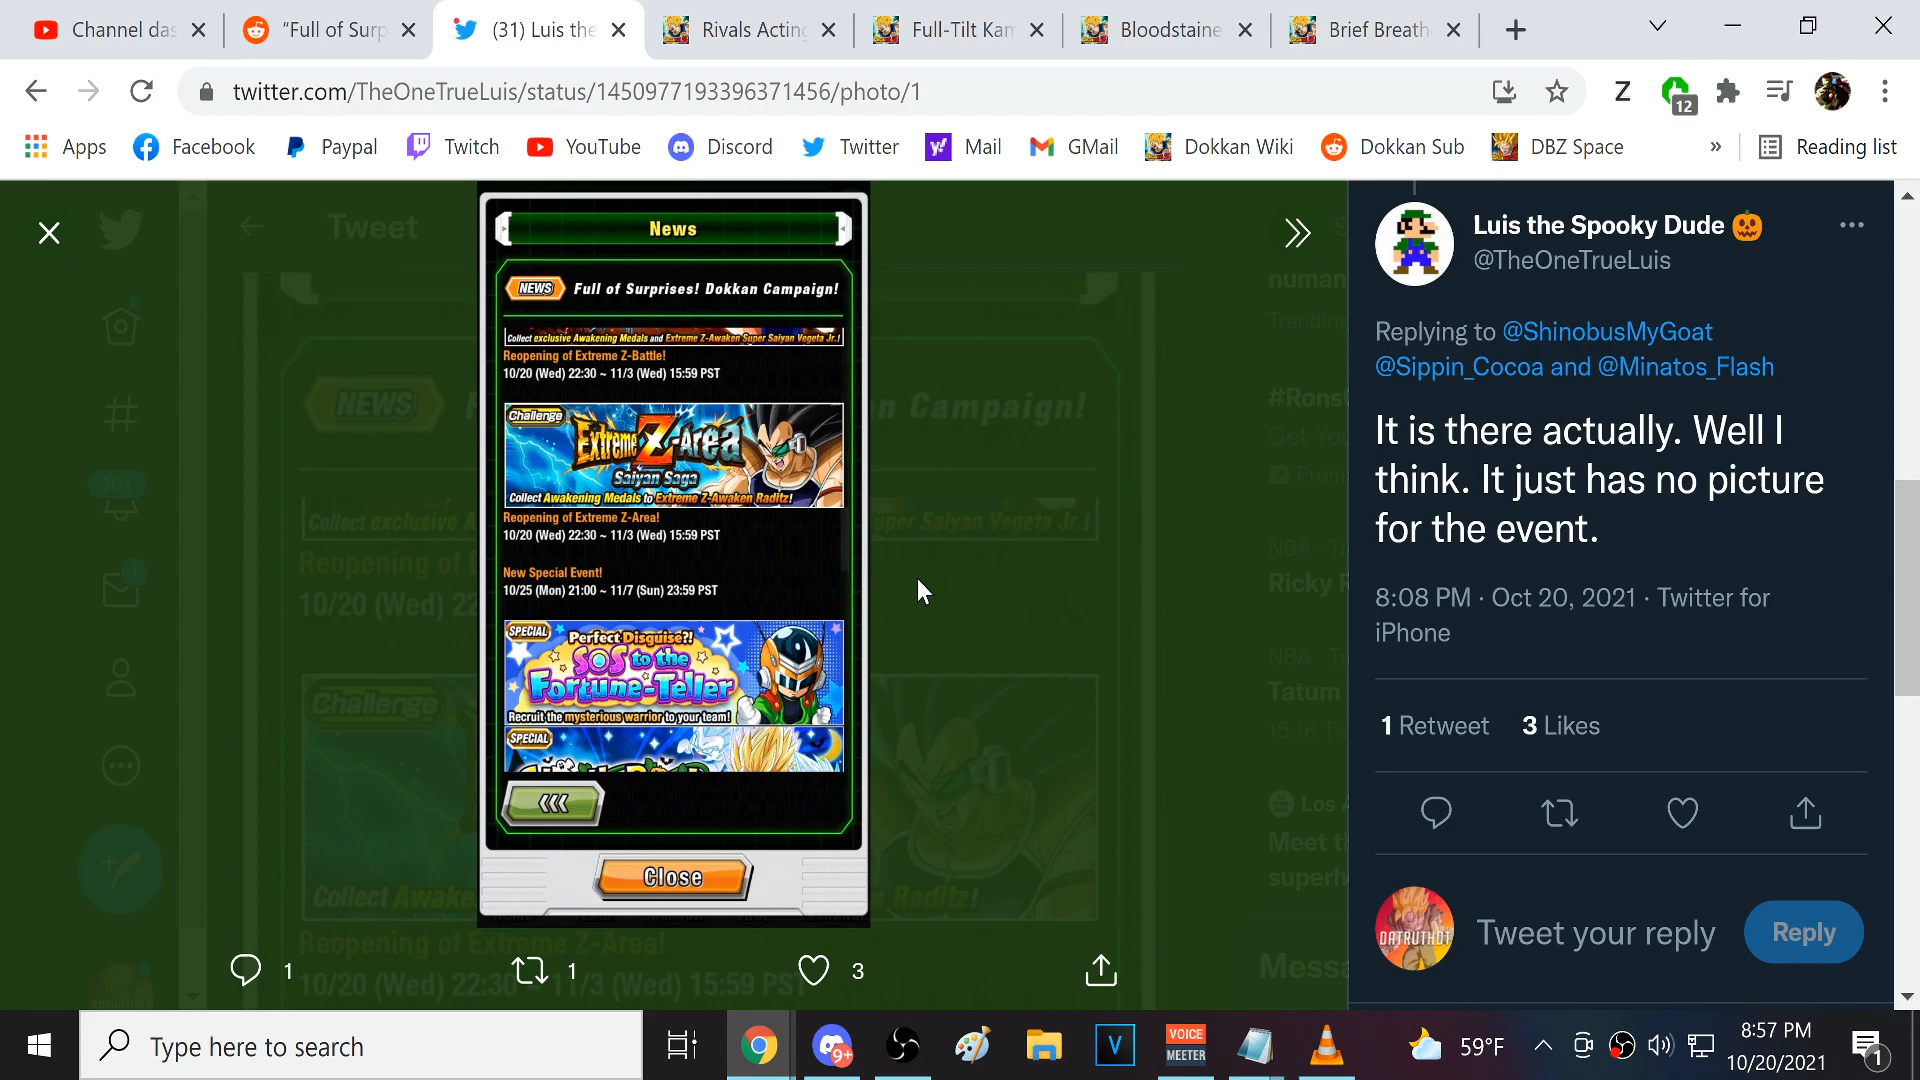 Channel das
"Full of Surp
(31) Luis the
Rivals Acting
Full-Tilt Kam
Bloodstaine
Brief Breath
twitter.com/TheOneTrueLuis/status/1450977193396371456/photo/1
Z
12
Apps
Facebook
Paypal
Twitch
YouTube
Discord
Twitter
Mail
GMail
Dokkan Wiki
Dokkan Sub
DBZ Space
»
Reading list
Tweet
News
NEWS
Full of Surprises! Dokkan Campaign!
Collect exclusive Awakening Medals and Extreme Z-Awaken Super Saiyan Vegeta Jr.!
Reopening of Extreme Z-Battle!
10/20 (Wed) 22:30 ~ 11/3 (Wed) 15:59 PST
Challenge
Extreme Z-Area
Saiyan Saga
Collect Awakening Medals to Extreme Z-Awaken Raditz!
Reopening of Extreme Z-Area!
10/20 (Wed) 22:30 ~ 11/3 (Wed) 15:59 PST
New Special Event!
10/25 (Mon) 21:00 ~ 11/7 (Sun) 23:59 PST
SPECIAL
Perfect Disguise?!
SOS to the
Fortune-Teller
Recruit the mysterious warrior to your team!
SPECIAL
Close
1
1
3
Luis the Spooky Dude
@TheOneTrueLuis
Replying to @ShinobusMyGoat
@Sippin_Cocoa and @Minatos_Flash
It is there actually. Well I
think. It just has no picture
for the event.
8:08 PM · Oct 20, 2021 · Twitter for
iPhone
1 Retweet
3 Likes
DATRUTHDT
Tweet your reply
Reply
Type here to search
9+
V
VOICE
MEETER
59°F
8:57 PM
10/20/2021
1